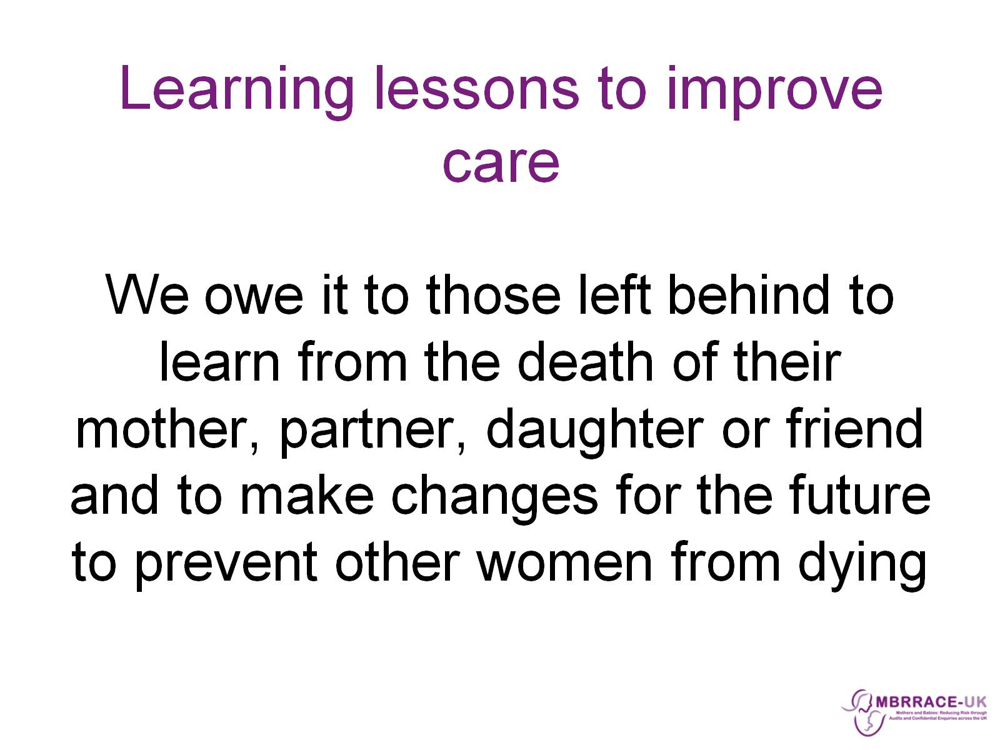 Learning lessons to improve
care
We owe it to those left behind to
learn from the death of their
mother, partner, daughter or friend
and to make changes for the future
to prevent other women from dying
MBRRACE-UK
Mothers and Babies: Reducing Risk through
Audits and Confidential Enquiries across the UK